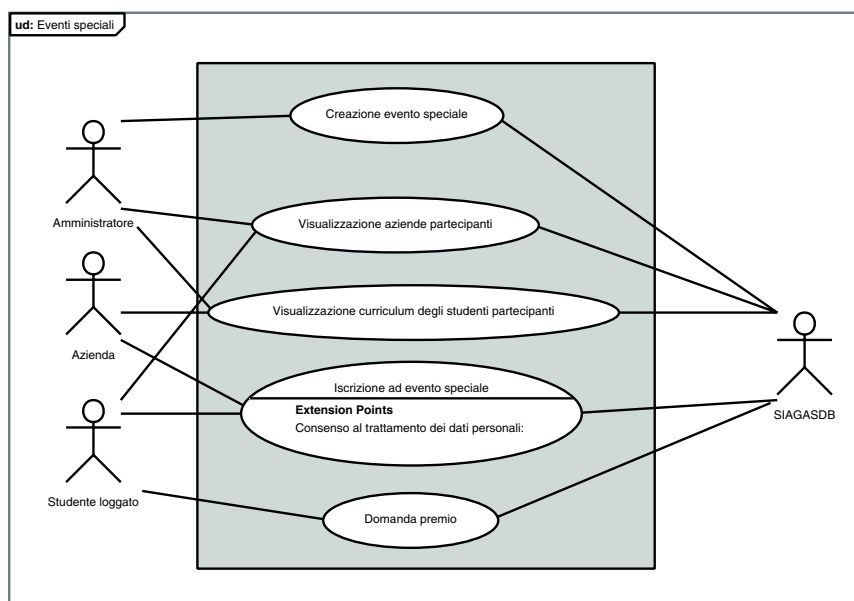 ud: Eventi speciali
Creazione evento speciale
Amministratore
Visualizzazione aziende partecipanti
Visualizzazione curriculum degli studenti partecipanti
Azienda
Iscrizione ad evento speciale
Extension Points
Consenso al trattamento dei dati personali:
SIAGASDB
Studente loggato
Domanda premio